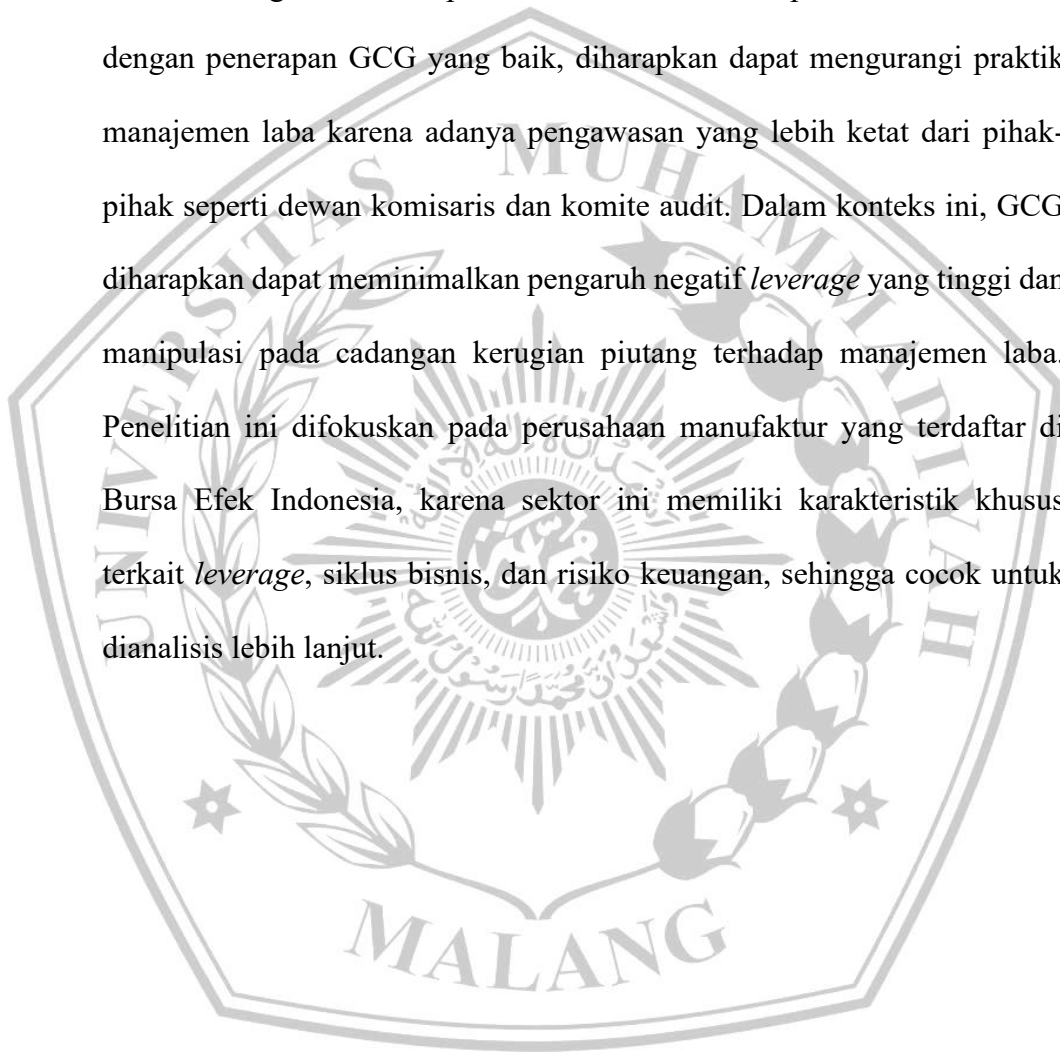 dengan penerapan GCG yang baik, diharapkan dapat mengurangi praktik
manajemen laba karena adanya pengawasan yang lebih ketat dari pihak-
pihak seperti dewan komisaris dan komite audit. Dalam konteks ini, GCG
diharapkan dapat meminimalkan pengaruh negatif leverage yang tinggi dan
manipulasi pada cadangan kerugian piutang terhadap manajemen laba.
Penelitian ini difokuskan pada perusahaan manufaktur yang terdaftar di
Bursa Efek Indonesia, karena sektor ini memiliki karakteristik khusus
terkait leverage, siklus bisnis, dan risiko keuangan, sehingga cocok untuk
dianalisis lebih lanjut.
UNIVERSITAS MUHAMMADIYAH
MALANG